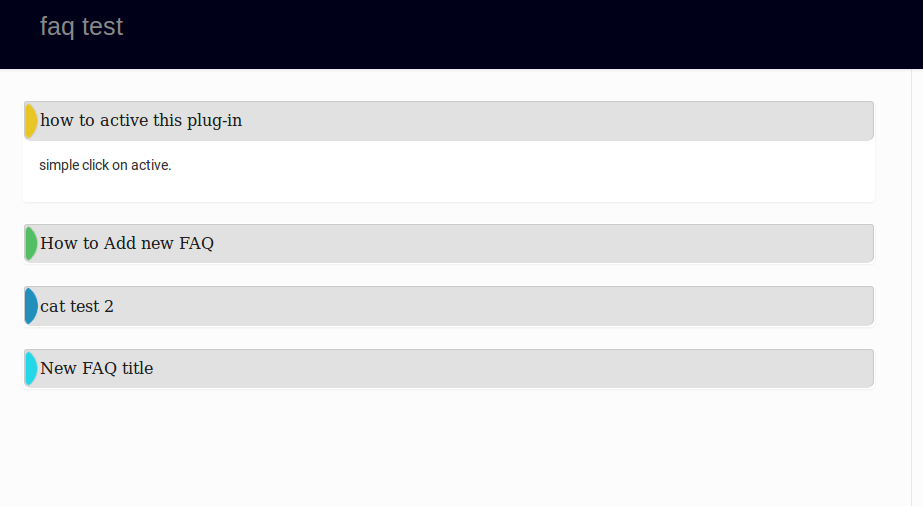 faq test
how to active this plug-in
simple click on active.
How to Add new FAQ
cat test 2
New FAQ title